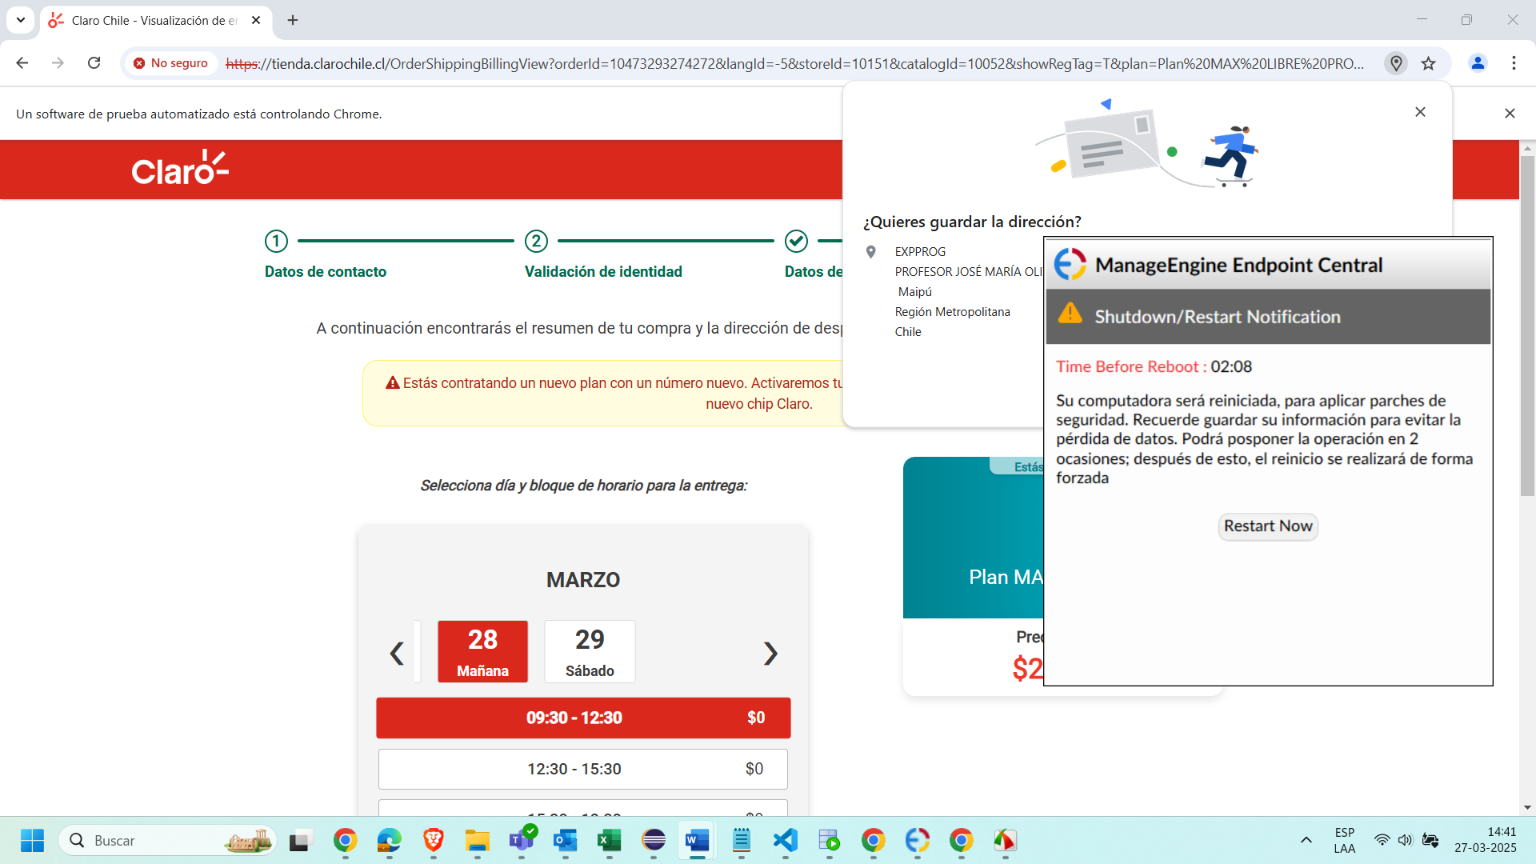 Claro Chile - Visualización de e
No seguro
https://tienda.clarochile.cl/OrderShippingBillingView?orderId=10473293274272&langId=-5&storeId=10151&catalogId=10052&showRegTag=T&plan=Plan%20MAX%20LIBRE%20PRO...
Un software de prueba automatizado está controlando Chrome.
Claro
1
2
Datos de contacto
Validación de identidad
Datos de
A continuación encontrarás el resumen de tu compra y la dirección de
Estás contratando un nuevo plan con un número nuevo. Activaremos
nuevo chip Claro.
Selecciona día y bloque de horario para la entrega:
MARZO
28
Mañana
29
Sábado
09:30 - 12:30 $0
12:30 - 15:30 $0
Estás
Plan
$2
¿Quieres guardar la dirección?
EXPPROG
PROFESOR JOSÉ MARÍA
Maipú
Región Metropolitana
Chile
ManageEngine Endpoint Central
Shutdown/Restart Notification
Time Before Reboot : 02:08
Su computadora será reiniciada, para aplicar parches de
seguridad. Recuerde guardar su información para evitar la
pérdida de datos. Podrá posponer la operación en 2
ocasiones; después de esto, el reinicio se realizará de forma
forzada
Restart Now
Buscar
ESP
LAA
14:41
27-03-2025